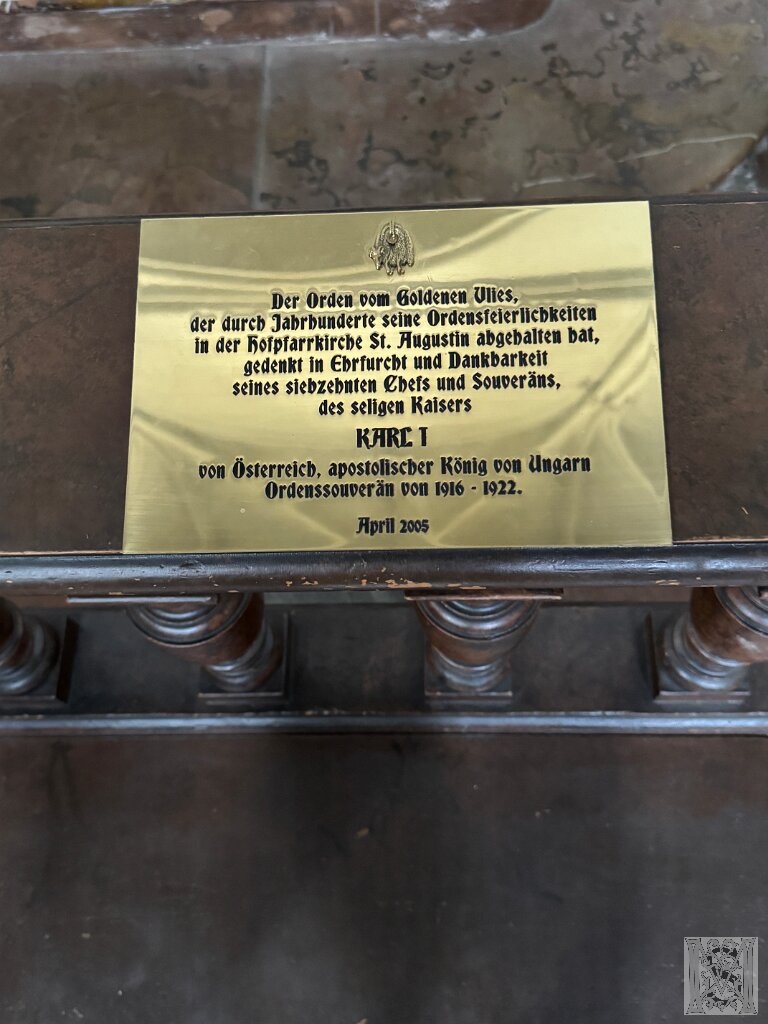 Der Orden vom Goldenen Vlies,
der durch Jahrhunderte seine Ordensfeierlichkeiten
in der Hofpfarrkirche St. Augustin abgehalten hat,
gedenkt in Ehrfurcht und Dankbarkeit
seines siebzehnten Chefs und Souveräns,
des seligen Kaisers
KARL I
von Österreich, apostolischer König von Ungarn
Ordenssouverän von 1916 - 1922.
April 2005